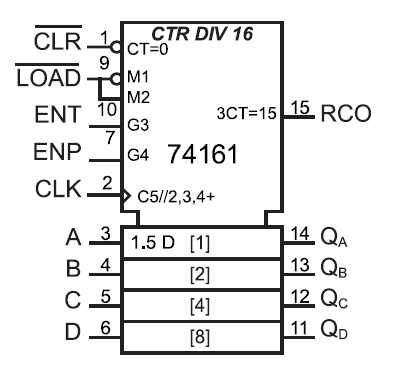 CTR DIV 16
CLR 1 CT=0
LOAD 9 M1
M2
ENT 10 G3
3CT=15 15 RCO
ENP 7 G4
74161
CLK 2 C5//2,3,4+
A 3 1.5 D [1] 14 QA
B 4 [2] 13 QB
C 5 [4] 12 QC
D 6 [8] 11 QD